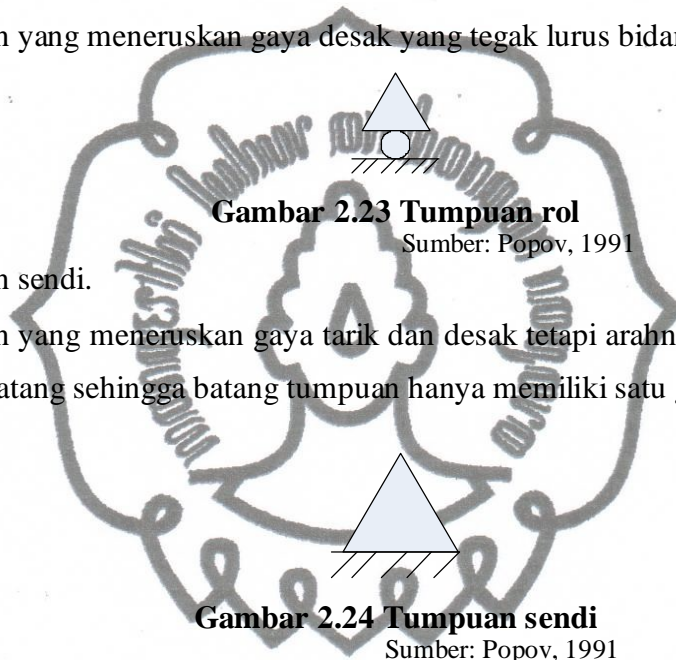 n yang meneruskan gaya desak yang tegak lurus bidan
Gambar 2.23 Tumpuan rol
Sumber: Popov, 1991
n sendi.
n yang meneruskan gaya tarik dan desak tetapi arahn
atang sehingga batang tumpuan hanya memiliki satu g
Gambar 2.24 Tumpuan sendi
Sumber: Popov, 1991